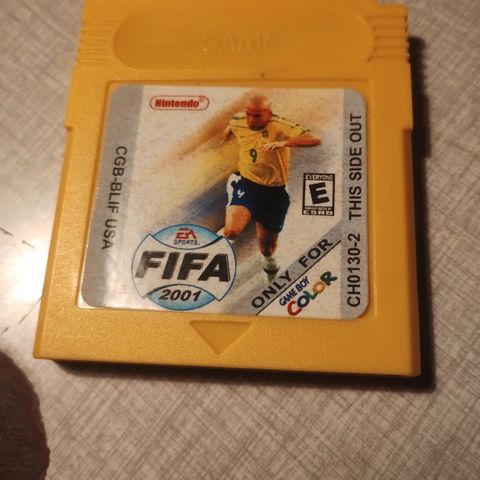 GAME
Nintendo®
CGB-BLIF USA
9
EVERYONE
E
ESRB
EA
SPORTS
FIFA
2001
ONLY FOR
GAME BOY
COLOR
CH0130-2 THIS SIDE OUT